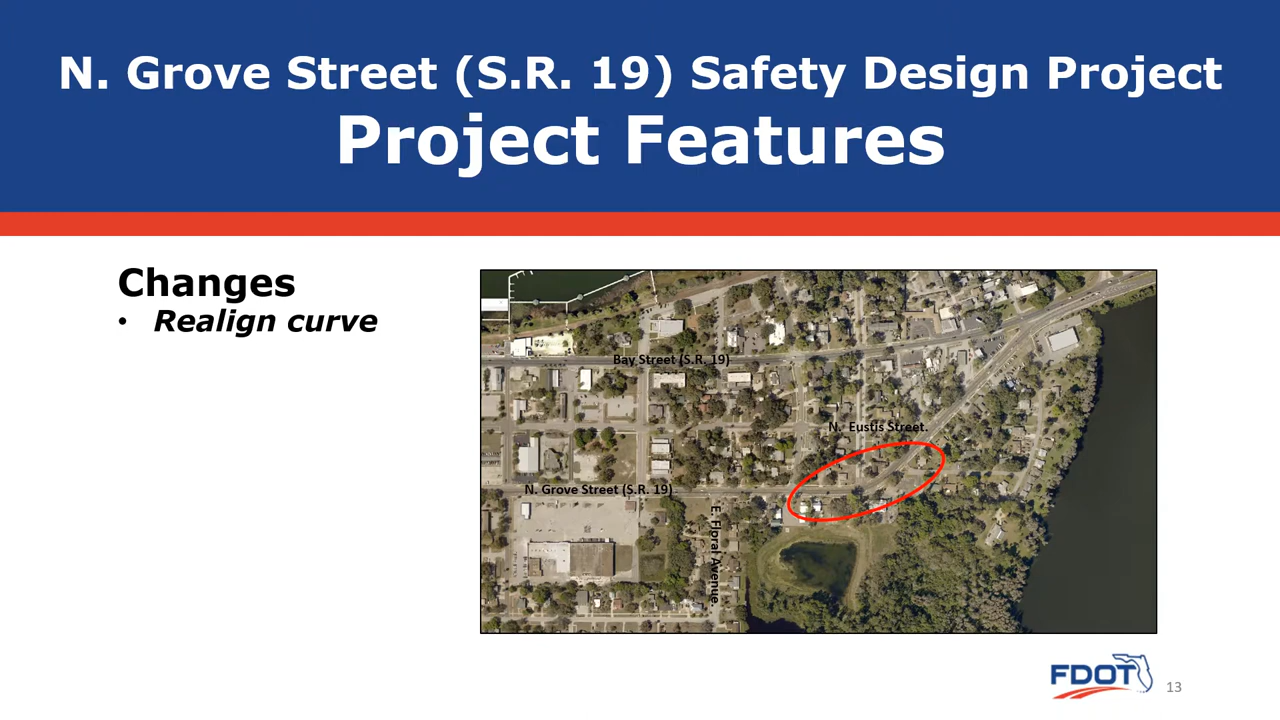 N. Grove Street (S.R. 19) Safety Design Project
Project Features
Changes
• Realign curve
Bay Street (S.R. 19)
N. Eustis Street.
N. Grove Street (S.R. 19)
E. Floral Avenue.
FDOT
13